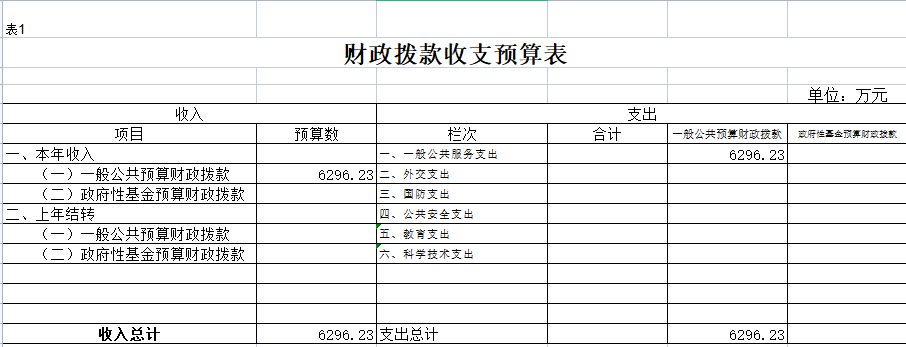 表1
财政拨款收支预算表
单位：万元
收入 支出
项目 预算数 栏次 合计 一般公共预算财政拨款 政府性基金预算财政拨款
一、本年收入 一、一般公共服务支出 6296.23
（一）一般公共预算财政拨款 6296.23 二、外交支出
（二）政府性基金预算财政拨款 三、国防支出
二、上年结转 四、公共安全支出
（一）一般公共预算财政拨款 五、教育支出
（二）政府性基金预算财政拨款 六、科学技术支出
收入总计 6296.23 支出总计 6296.23